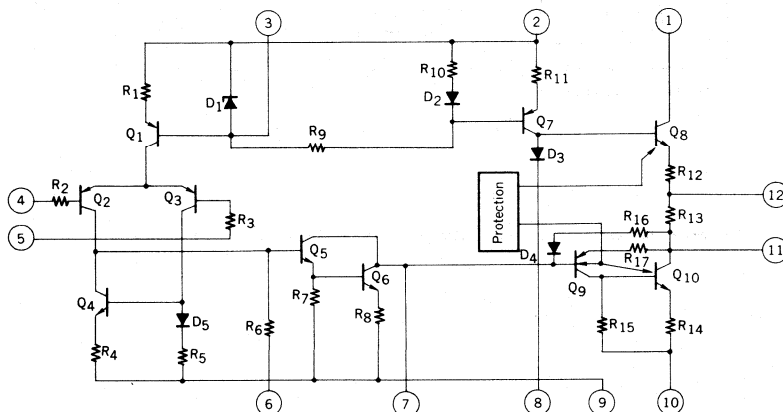 3
2
1
R1
D1
R10
D2
R11
Q1
R9
Q7
Q8
D3
R12
4
R2
Q2
Q3
R3
5
Protection
12
R13
R16
R17
11
D4
Q5
Q6
Q9
Q10
Q4
D5
R7
R8
R6
R15
R14
R4
R5
6
7
8
9
10